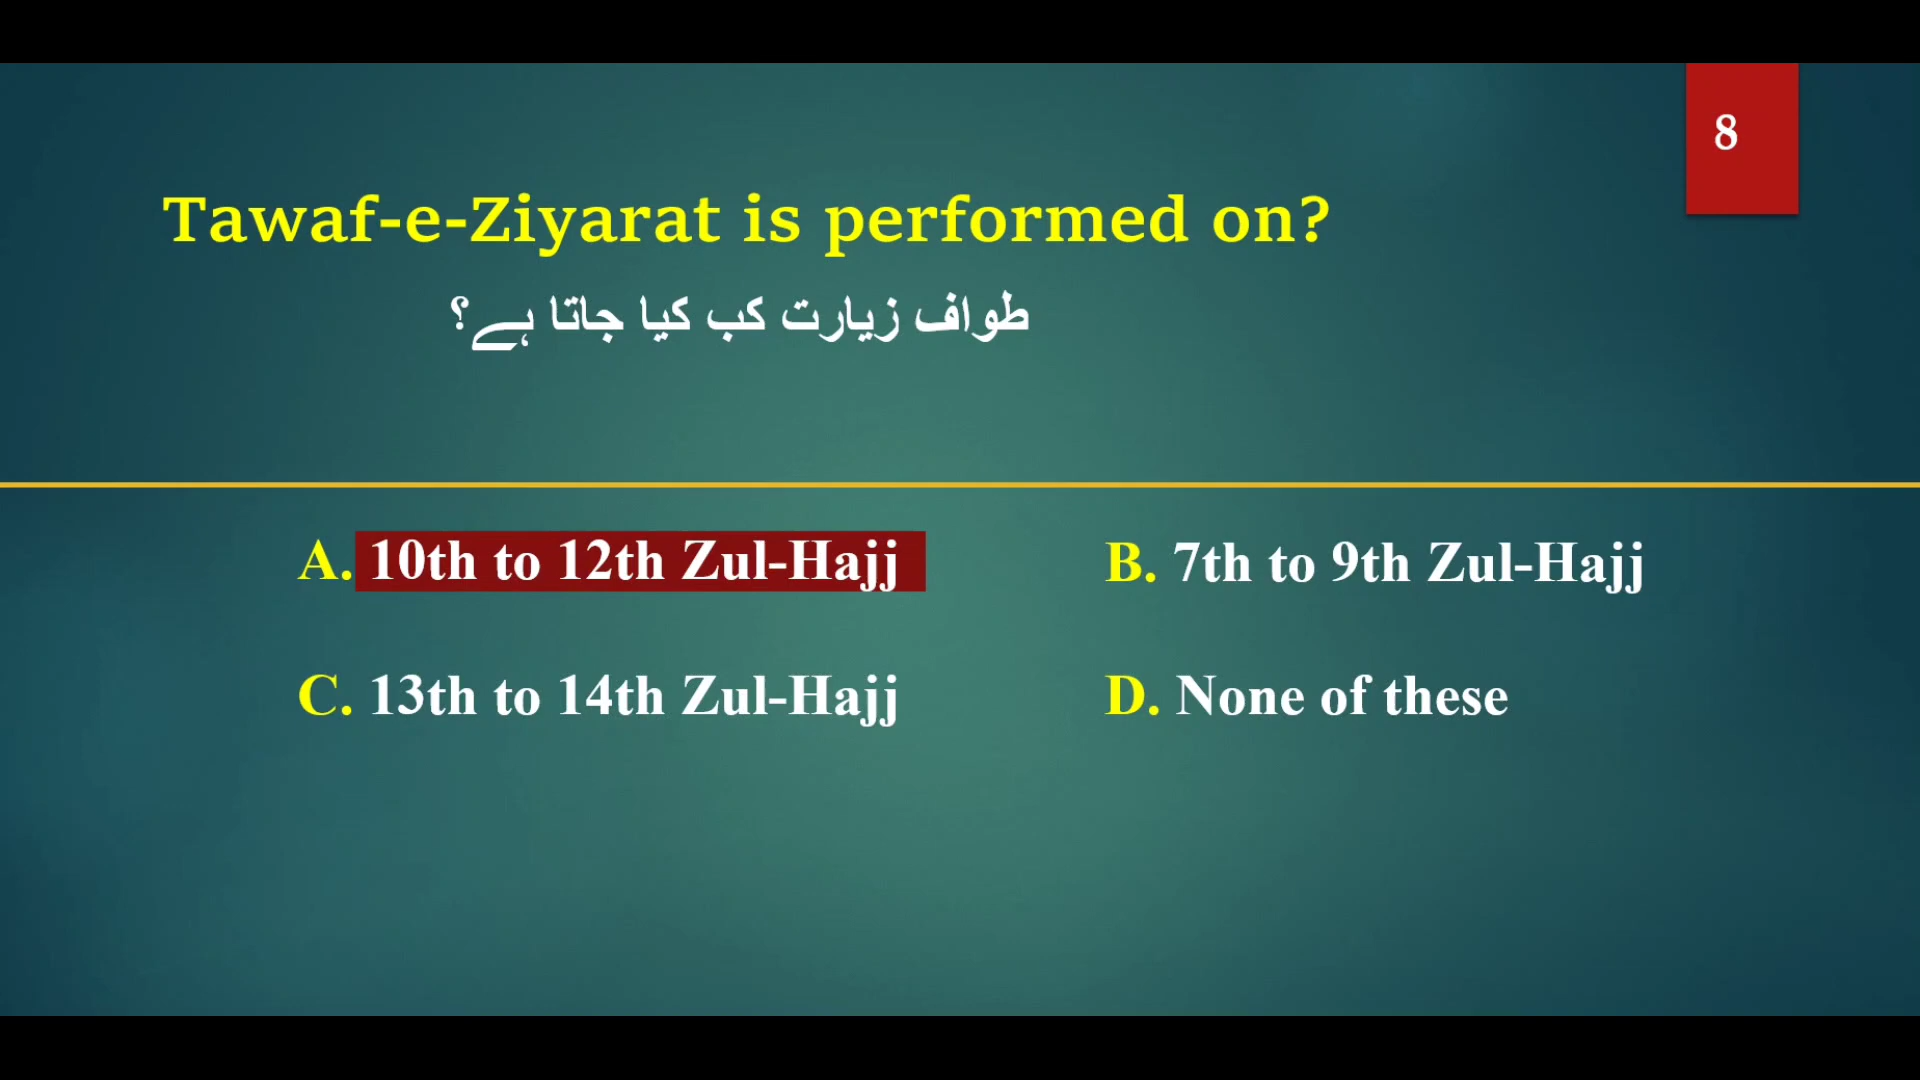 8
Tawaf-e-Ziyarat is performed on?
طواف زیارت کب کیا جاتا ہے؟
A. 10th to 12th Zul-Hajj
B. 7th to 9th Zul-Hajj
C. 13th to 14th Zul-Hajj
D. None of these